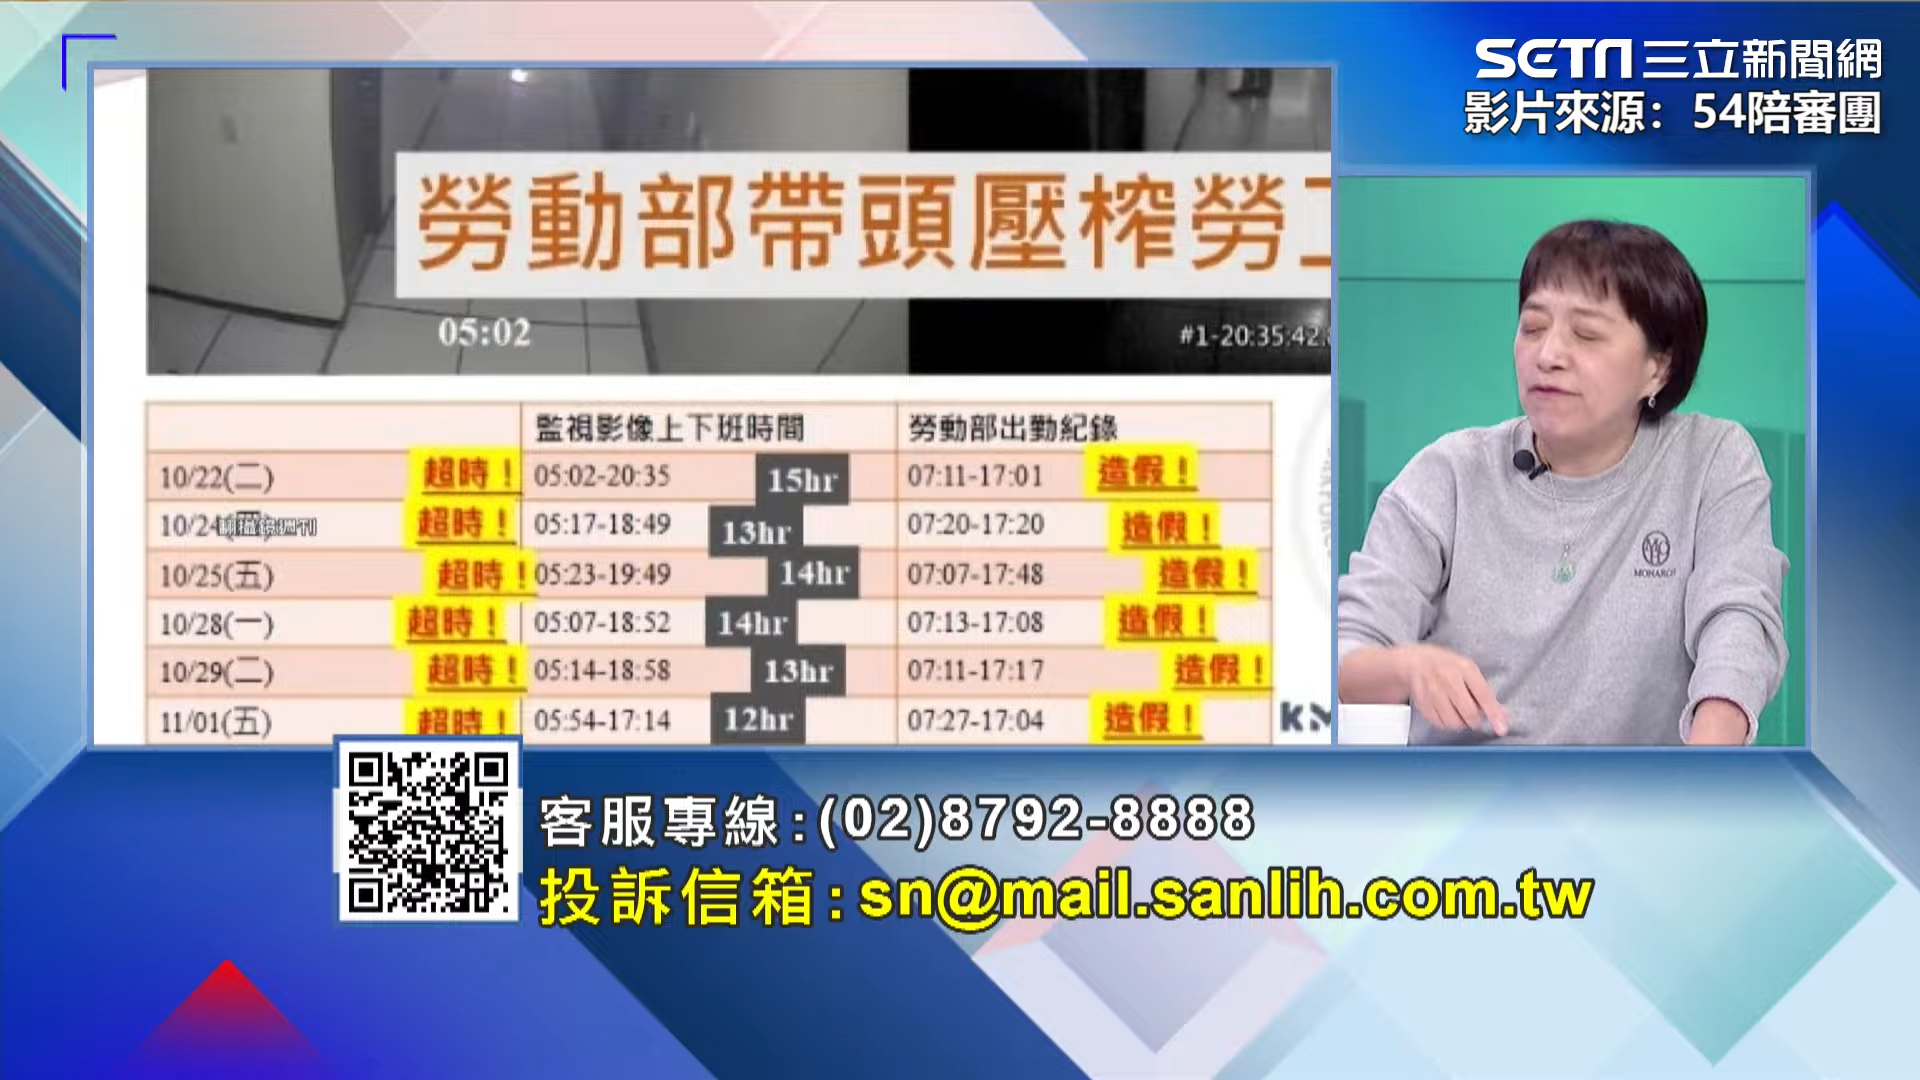 SETN三立新聞網
影片來源：54陪審團
勞動部帶頭壓榨勞
05:02
#1-20:35:42
監視影像上下班時間 勞動部出勤紀錄
10/22(二) 超時！ 05:02-20:35 15hr 07:11-17:01 造假！
10/24 翻攝鏡週刊 超時！ 05:17-18:49 13hr 07:20-17:20 造假！
10/25(五) 超時！ 05:23-19:49 14hr 07:07-17:48 造假！
10/28(一) 超時！ 05:07-18:52 14hr 07:13-17:08 造假！
10/29(二) 超時！ 05:14-18:58 13hr 07:11-17:17 造假！
11/01(五) 超時！ 05:54-17:14 12hr 07:27-17:04 造假！
MONARCH
客服專線:(02)8792-8888
投訴信箱:sn@mail.sanlih.com.tw